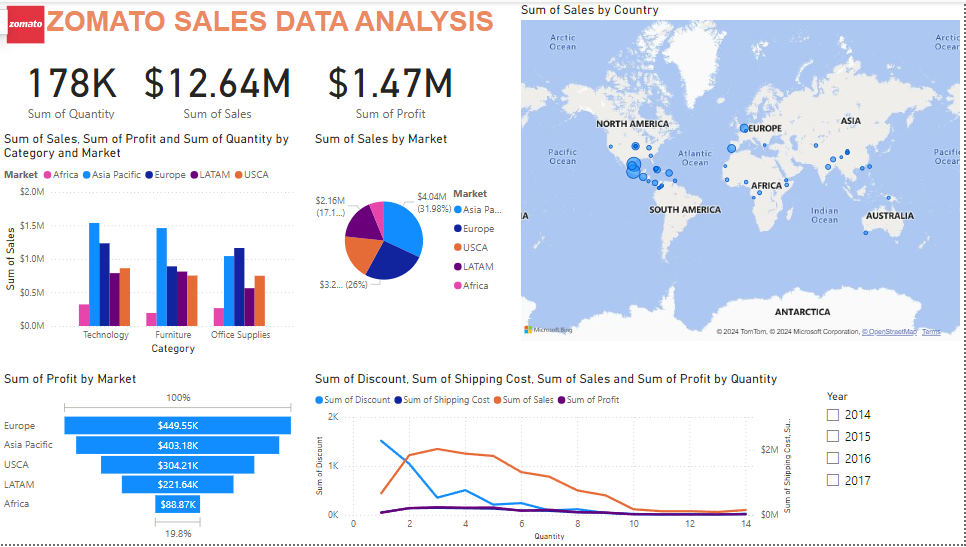 zomato
ZOMATO SALES DATA ANALYSIS
178K
Sum of Quantity
$12.64M
Sum of Sales
$1.47M
Sum of Profit
Sum of Sales by Country
Arctic
Ocean
Arctic
Ocean
NORTH AMERICA
EUROPE
ASIA
Pacific
Ocean
Atlantic
Ocean
Pacific
Ocean
AFRICA
SOUTH AMERICA
Indian
Ocean
AUSTRALIA
ANTARCTICA
Microsoft Bing
© 2024 TomTom, © 2024 Microsoft Corporation, © OpenStreetMap Terms
Sum of Sales, Sum of Profit and Sum of Quantity by
Category and Market
Market Africa Asia Pacific Europe LATAM USCA
Sum of Sales
$2.0M
$1.5M
$1.0M
$0.5M
$0.0M
Technology Furniture Office Supplies
Category
Sum of Sales by Market
$4.04M
(31.98%)
$2.16M
(17.1...)
$3.2... (26%)
Market
Asia Pa...
Europe
USCA
LATAM
Africa
Sum of Profit by Market
100%
Europe $449.55K
Asia Pacific $403.18K
USCA $304.21K
LATAM $221.64K
Africa $88.87K
19.8%
Sum of Discount, Sum of Shipping Cost, Sum of Sales and Sum of Profit by Quantity
Sum of Discount Sum of Shipping Cost Sum of Sales Sum of Profit
Sum of Discount
2K
1K
0K
0 2 4 6 8 10 12 14
Quantity
$2M
$0M
Sum of Shipping Cost, Su...
Year
2014
2015
2016
2017